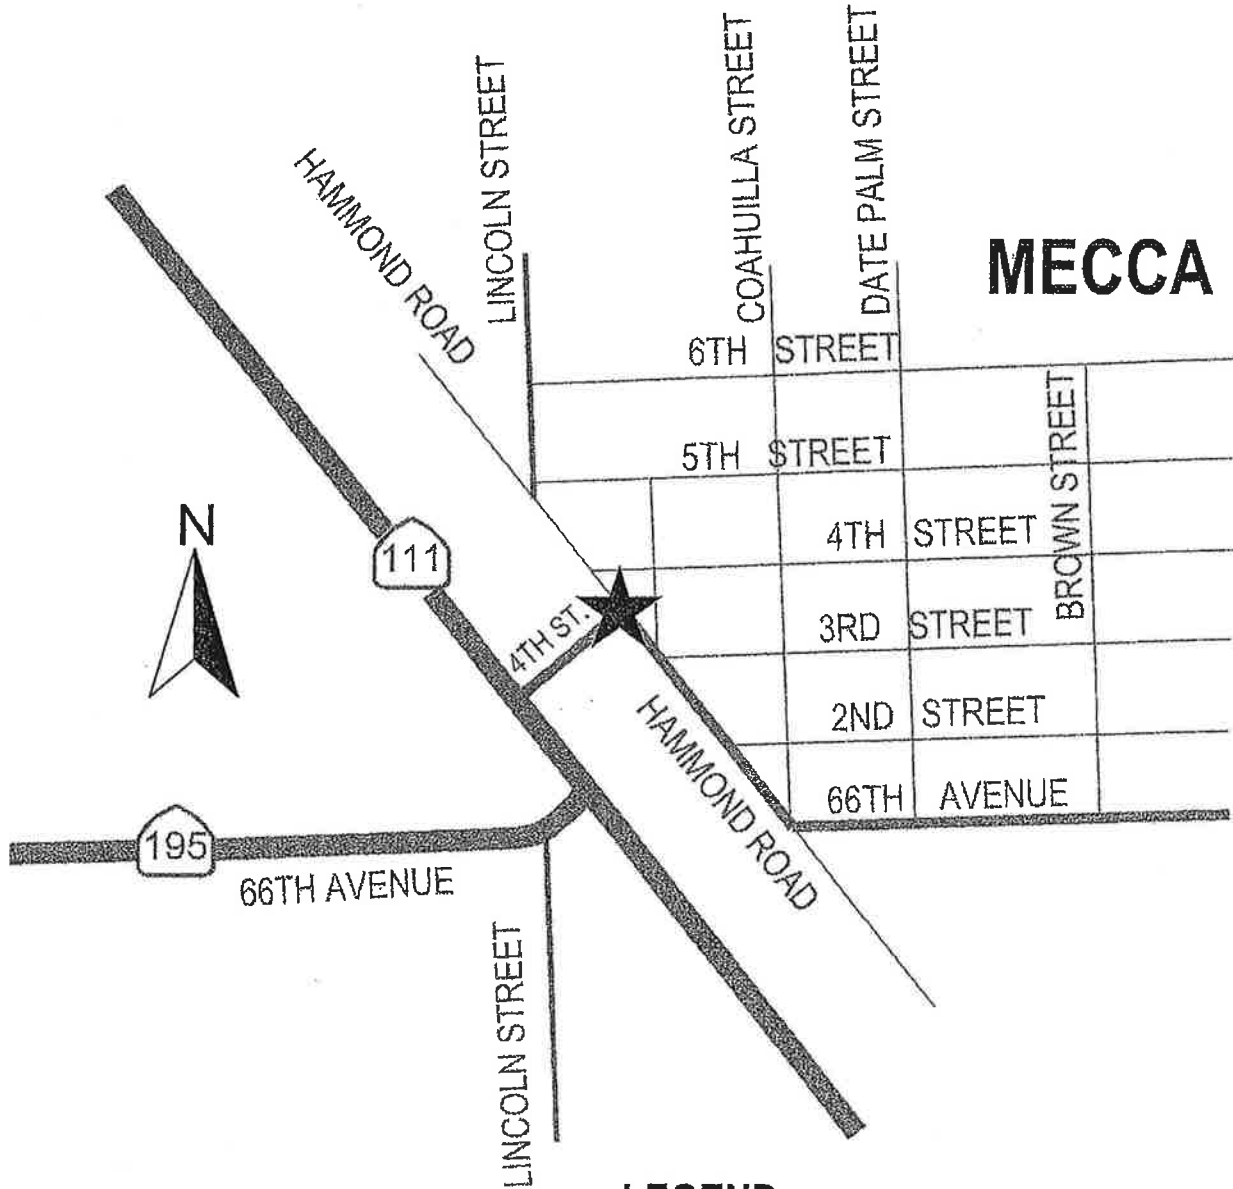 LINCOLN STREET
COAHUILLA STREET
DATE PALM STREET
HAMMOND ROAD
MECCA
6TH STREET
BROWN STREET
5TH STREET
N
111
4TH STREET
4TH ST.
3RD STREET
HAMMOND ROAD
2ND STREET
66TH AVENUE
195
66TH AVENUE
LINCOLN STREET
LEGEND